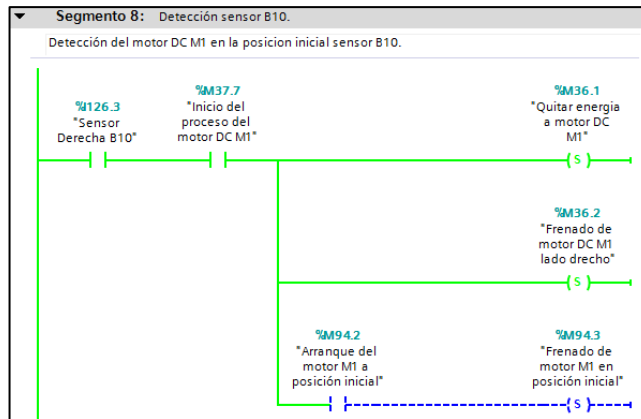 Segmento 8: Detección sensor B10.
Detección del motor DC M1 en la posicion inicial sensor B10.
%I126.3
"Sensor
Derecha B10"
%M37.7
"Inicio del
proceso del
motor DC M1"
%M36.1
"Quitar energia
a motor DC
M1"
S
%M36.2
"Frenado de
motor DC M1
lado drecho"
S
%M94.2
"Arranque del
motor M1 a
posición inicial"
%M94.3
"Frenado de
motor M1 en
posición inicial"
S